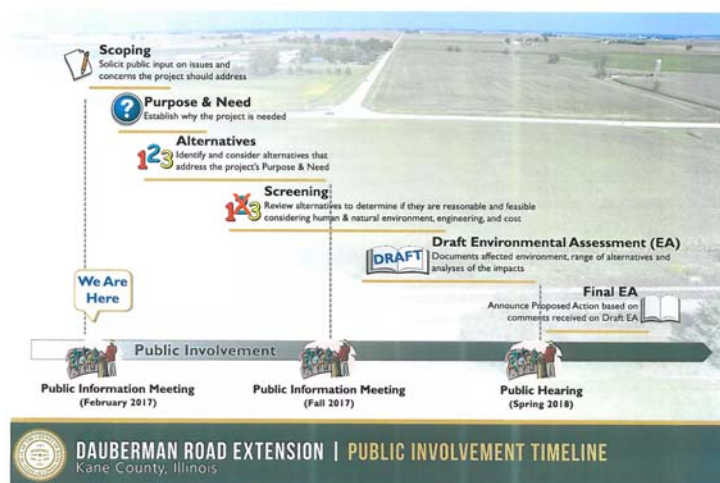 Scoping
Solicit public input on issues and
concerns the project should address
?
Purpose & Need
Establish why the project is needed
123
Alternatives
Identify and consider alternatives that
address the project's Purpose & Need
123
Screening
Review alternatives to determine if they are reasonable and feasible
considering human & natural environment, engineering, and cost
DRAFT
Draft Environmental Assessment (EA)
Documents affected environment, range of alternatives and
analyses of the impacts
Final EA
Announce Proposed Action based on
comments received on Draft EA
We Are
Here
Public Involvement
Public Information Meeting
(February 2017)
Public Information Meeting
(Fall 2017)
Public Hearing
(Spring 2018)
DAUBERMAN ROAD EXTENSION | PUBLIC INVOLVEMENT TIMELINE
Kane County, Illinois